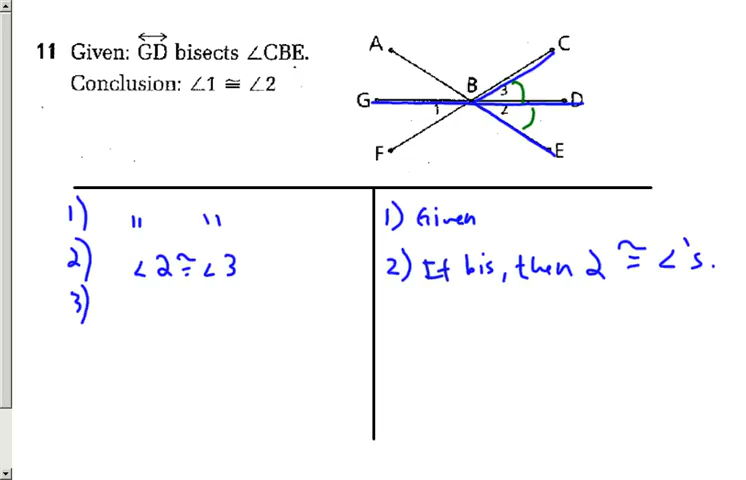 11 Given: GD bisects ∠CBE.
Conclusion: ∠1 ≅ ∠2
A
C
B
3
G
D
1
2
F
E
1) " "
1) Given
2) ∠2 ≅ ∠3
2) If bis, then 2 ≅ ∠'s.
3)